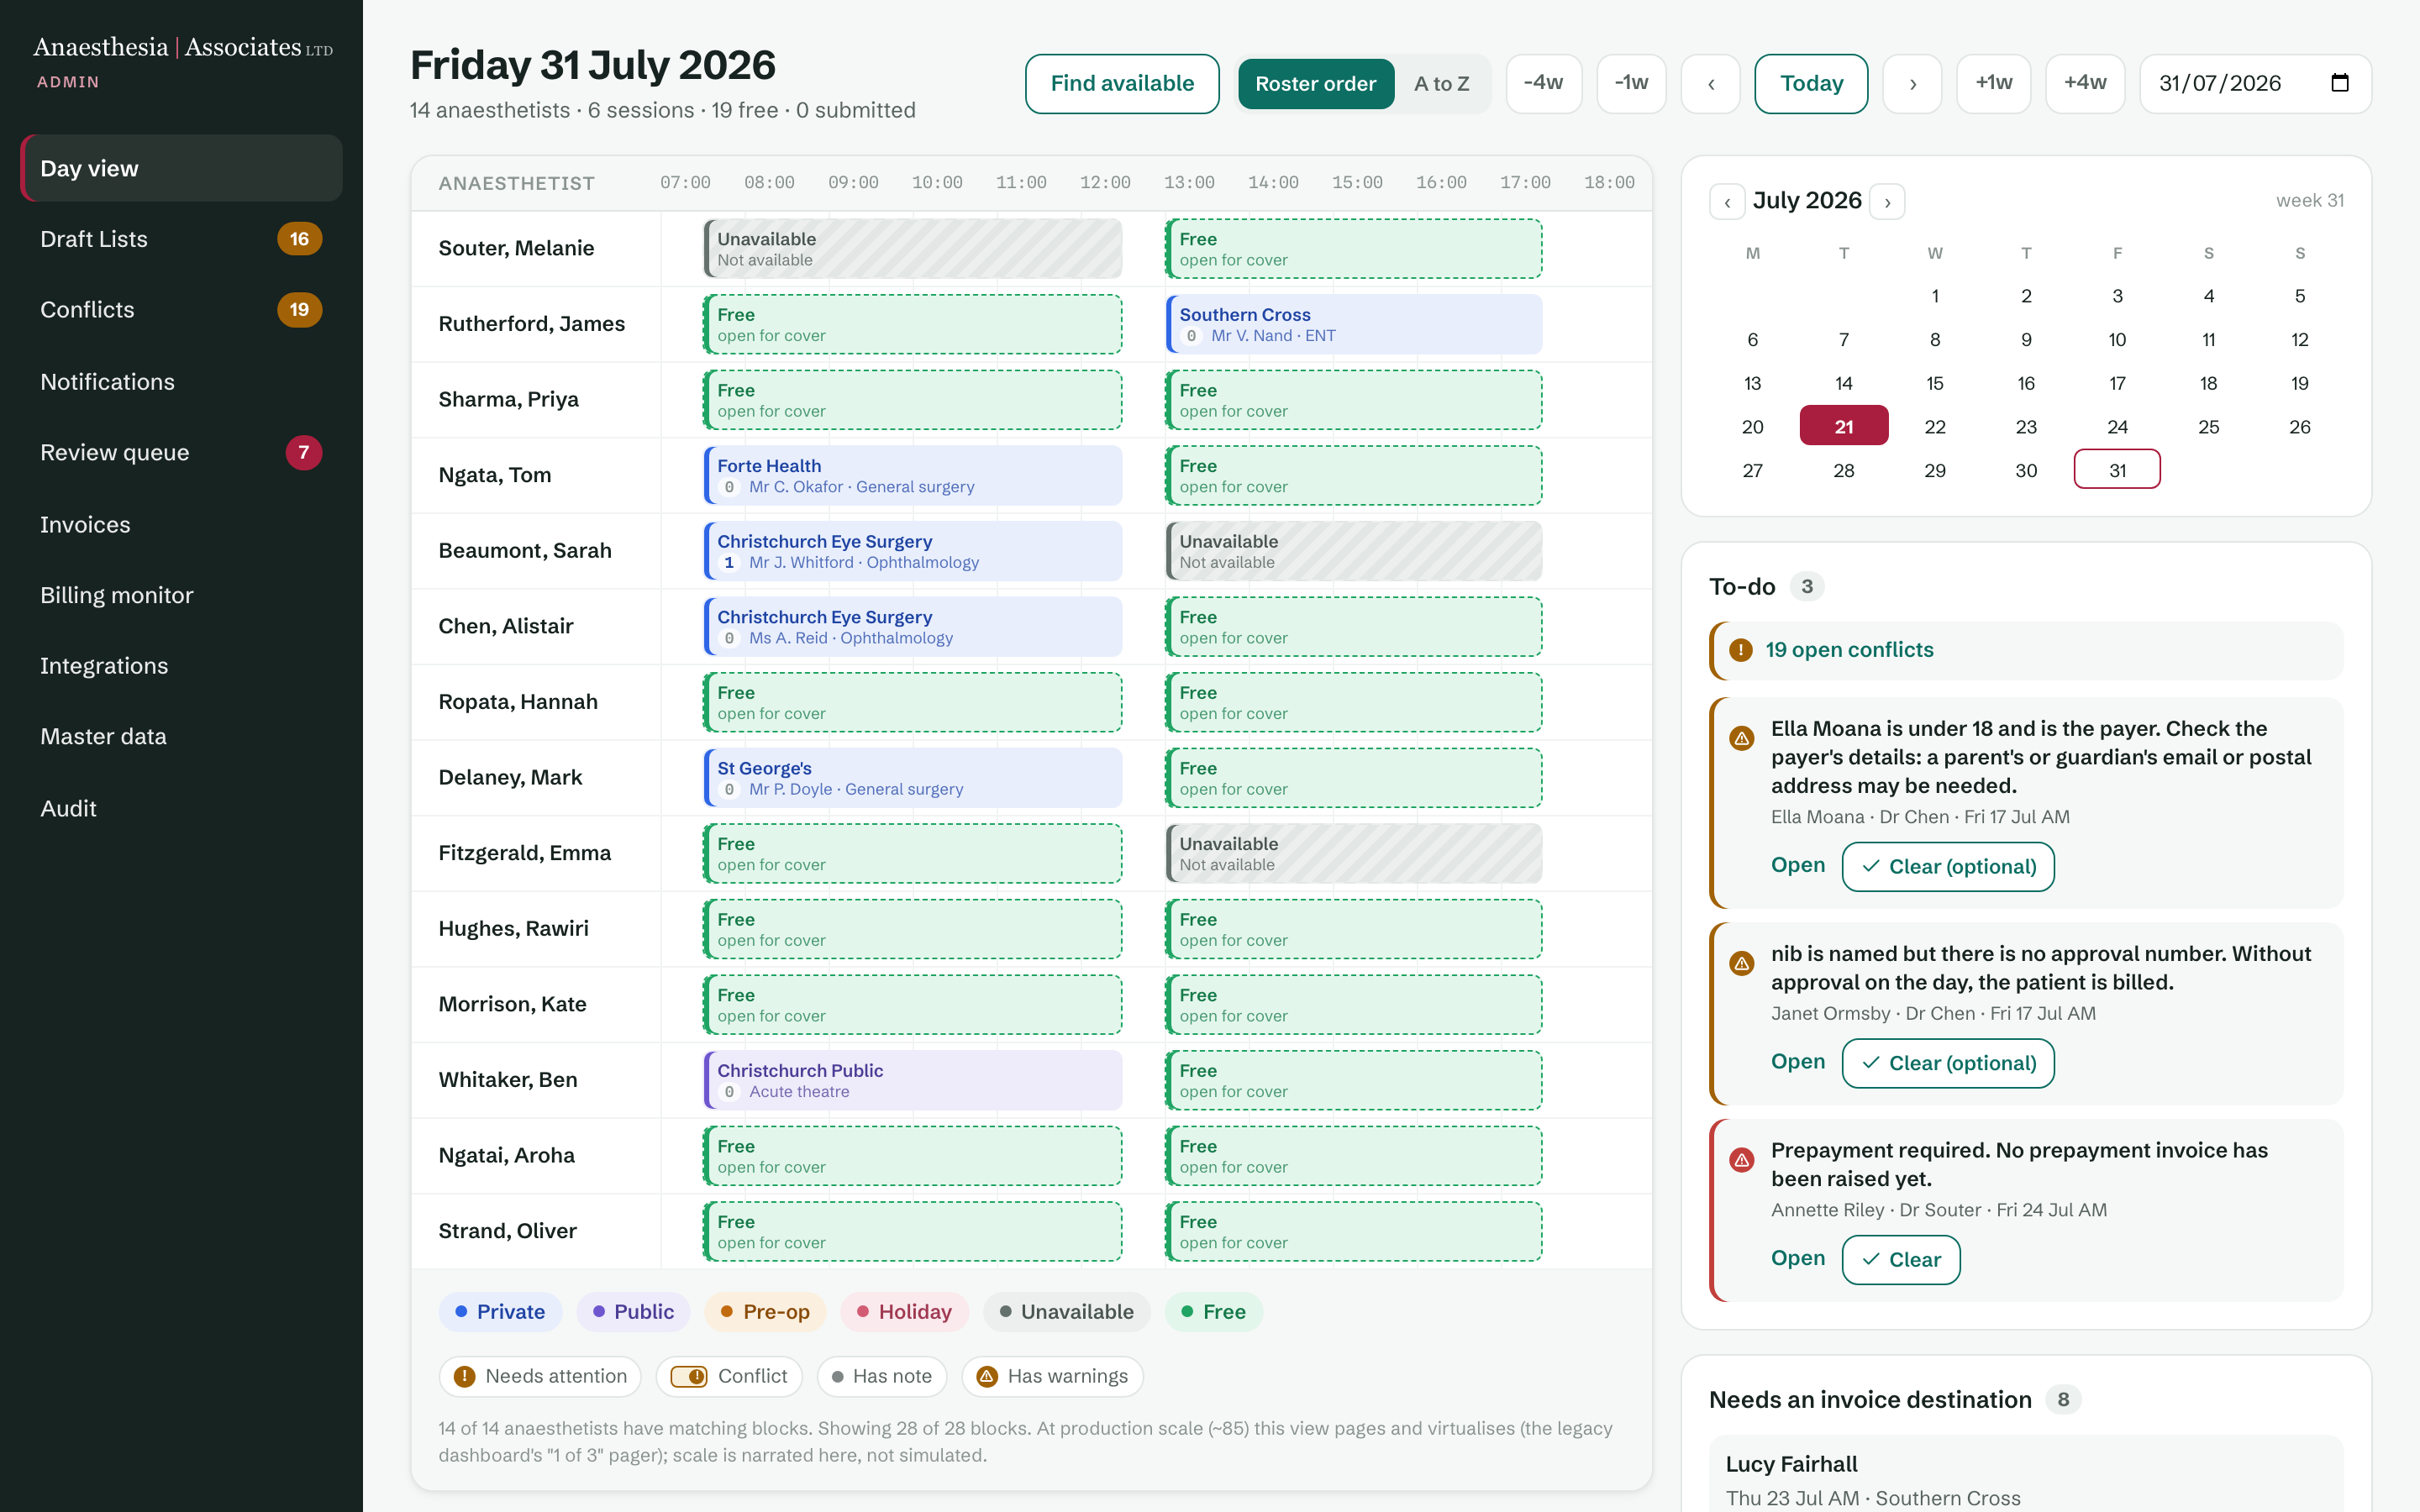 Anaesthesia | Associates LTD
ADMIN
Day view
Draft Lists 16
Conflicts 19
Notifications
Review queue 7
Invoices
Billing monitor
Integrations
Master data
Audit
Friday 31 July 2026
14 anaesthetists · 6 sessions · 19 free · 0 submitted
Find available
Roster order A to Z
-4w
-1w
‹
Today
›
+1w
+4w
31/07/2026
ANAESTHETIST 07:00 08:00 09:00 10:00 11:00 12:00 13:00 14:00 15:00 16:00 17:00 18:00
Souter, Melanie
Unavailable
Not available
Free
open for cover
Rutherford, James
Free
open for cover
Southern Cross
0 Mr V. Nand · ENT
Sharma, Priya
Free
open for cover
Free
open for cover
Ngata, Tom
Forte Health
0 Mr C. Okafor · General surgery
Free
open for cover
Beaumont, Sarah
Christchurch Eye Surgery
1 Mr J. Whitford · Ophthalmology
Unavailable
Not available
Chen, Alistair
Christchurch Eye Surgery
0 Ms A. Reid · Ophthalmology
Free
open for cover
Ropata, Hannah
Free
open for cover
Free
open for cover
Delaney, Mark
St George's
0 Mr P. Doyle · General surgery
Free
open for cover
Fitzgerald, Emma
Free
open for cover
Unavailable
Not available
Hughes, Rawiri
Free
open for cover
Free
open for cover
Morrison, Kate
Free
open for cover
Free
open for cover
Whitaker, Ben
Christchurch Public
0 Acute theatre
Free
open for cover
Ngatai, Aroha
Free
open for cover
Free
open for cover
Strand, Oliver
Free
open for cover
Free
open for cover
Private Public Pre-op Holiday Unavailable Free
Needs attention Conflict Has note Has warnings
14 of 14 anaesthetists have matching blocks. Showing 28 of 28 blocks. At production scale (~85) this view pages and virtualises (the legacy
dashboard's "1 of 3" pager); scale is narrated here, not simulated.
‹ July 2026 › week 31
M T W T F S S
1 2 3 4 5
6 7 8 9 10 11 12
13 14 15 16 17 18 19
20 21 22 23 24 25 26
27 28 29 30 31
To-do 3
19 open conflicts
Ella Moana is under 18 and is the payer. Check the
payer's details: a parent's or guardian's email or postal
address may be needed.
Ella Moana · Dr Chen · Fri 17 Jul AM
Open Clear (optional)
nib is named but there is no approval number. Without
approval on the day, the patient is billed.
Janet Ormsby · Dr Chen · Fri 17 Jul AM
Open Clear (optional)
Prepayment required. No prepayment invoice has
been raised yet.
Annette Riley · Dr Souter · Fri 24 Jul AM
Open Clear
Needs an invoice destination 8
Lucy Fairhall
Thu 23 Jul AM · Southern Cross